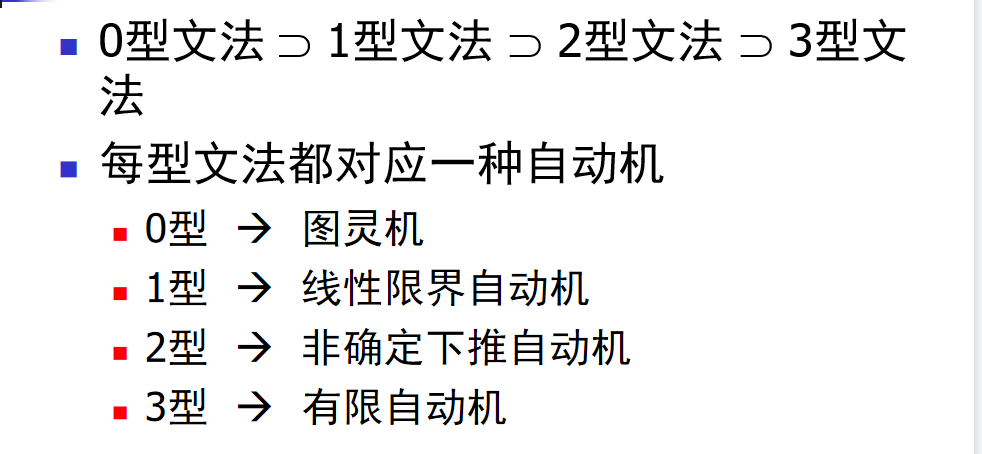 0型文法 ⊃ 1型文法 ⊃ 2型文法 ⊃ 3型文
法
每型文法都对应一种自动机
0型 → 图灵机
1型 → 线性限界自动机
2型 → 非确定下推自动机
3型 → 有限自动机